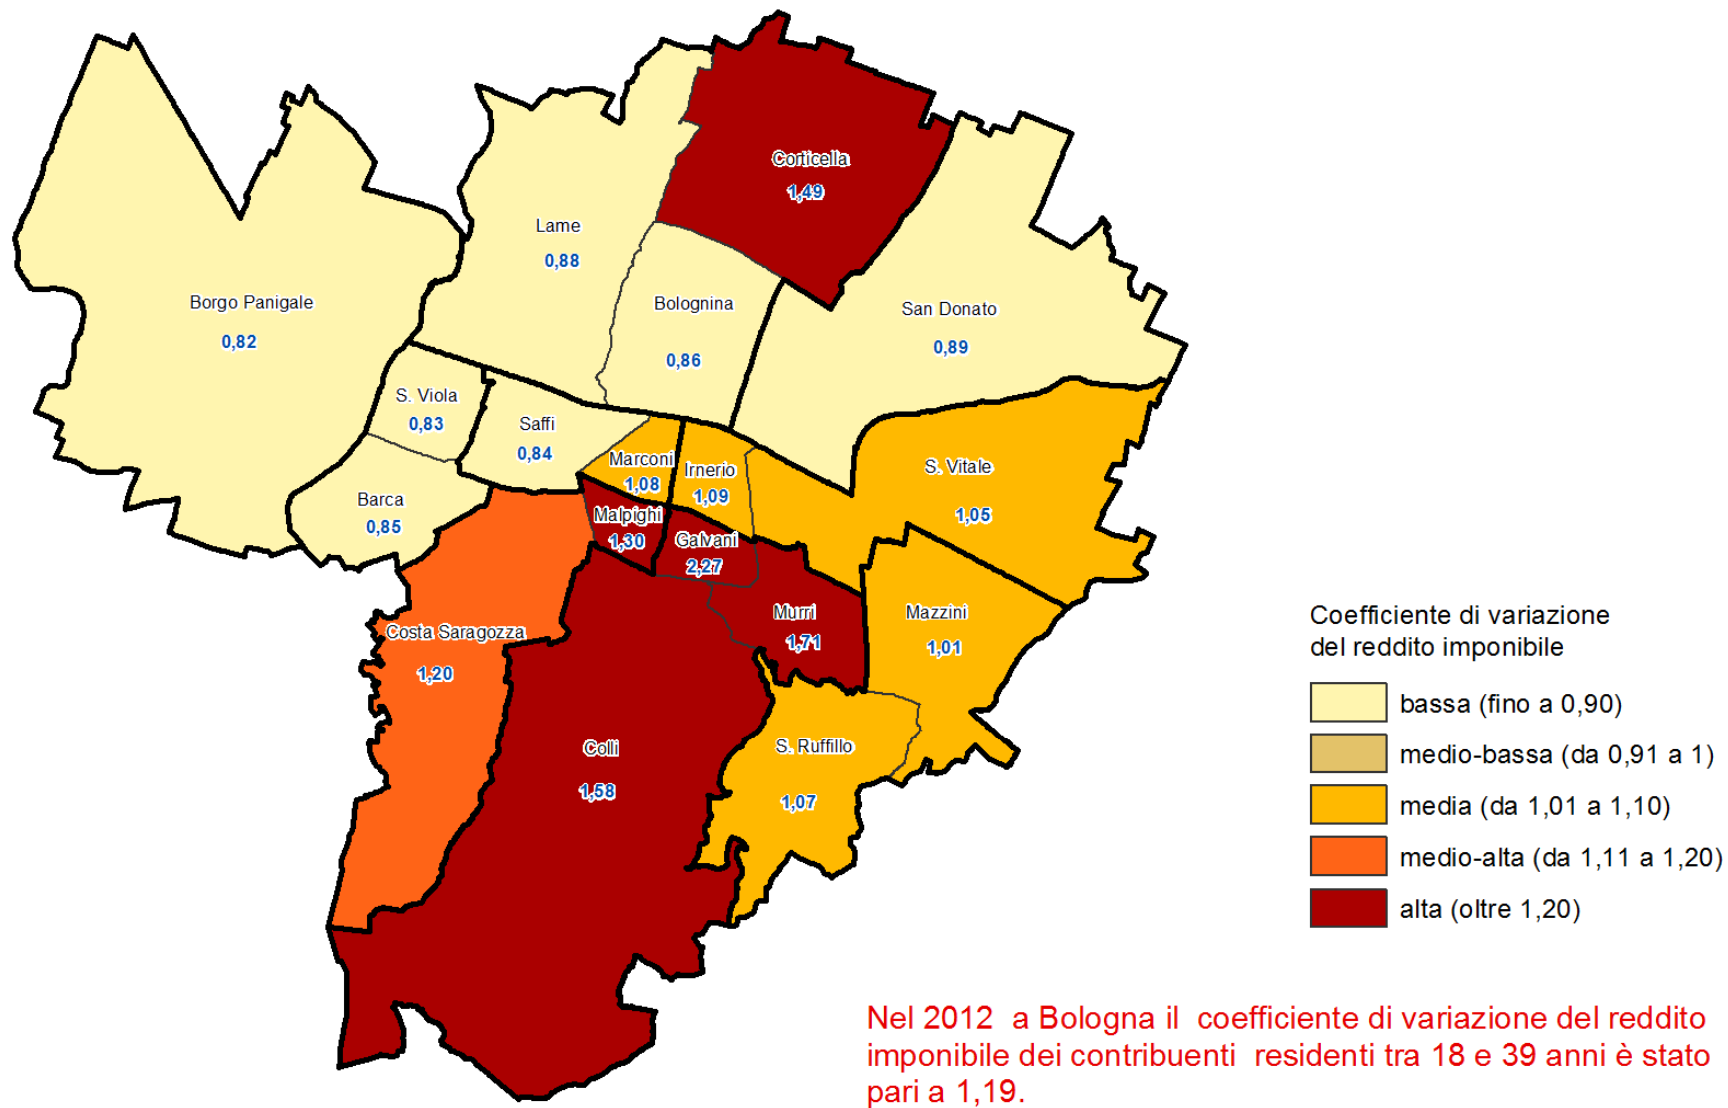 Corticella
1,49
Lame
0,88
Borgo Panigale
0,82
Bolognina
0,86
San Donato
0,89
S. Viola
0,83
Saffi
0,84
Marconi
1,08
Irnerio
1,09
S. Vitale
1,05
Barca
0,85
Malpighi
1,30
Galvani
2,27
Murri
1,71
Mazzini
1,01
Costa Saragozza
1,20
Colli
1,58
S. Ruffillo
1,07
Coefficiente di variazione
del reddito imponibile
bassa (fino a 0,90)
medio-bassa (da 0,91 a 1)
media (da 1,01 a 1,10)
medio-alta (da 1,11 a 1,20)
alta (oltre 1,20)
Nel 2012 a Bologna il coefficiente di variazione del reddito
imponibile dei contribuenti residenti tra 18 e 39 anni è stato
pari a 1,19.